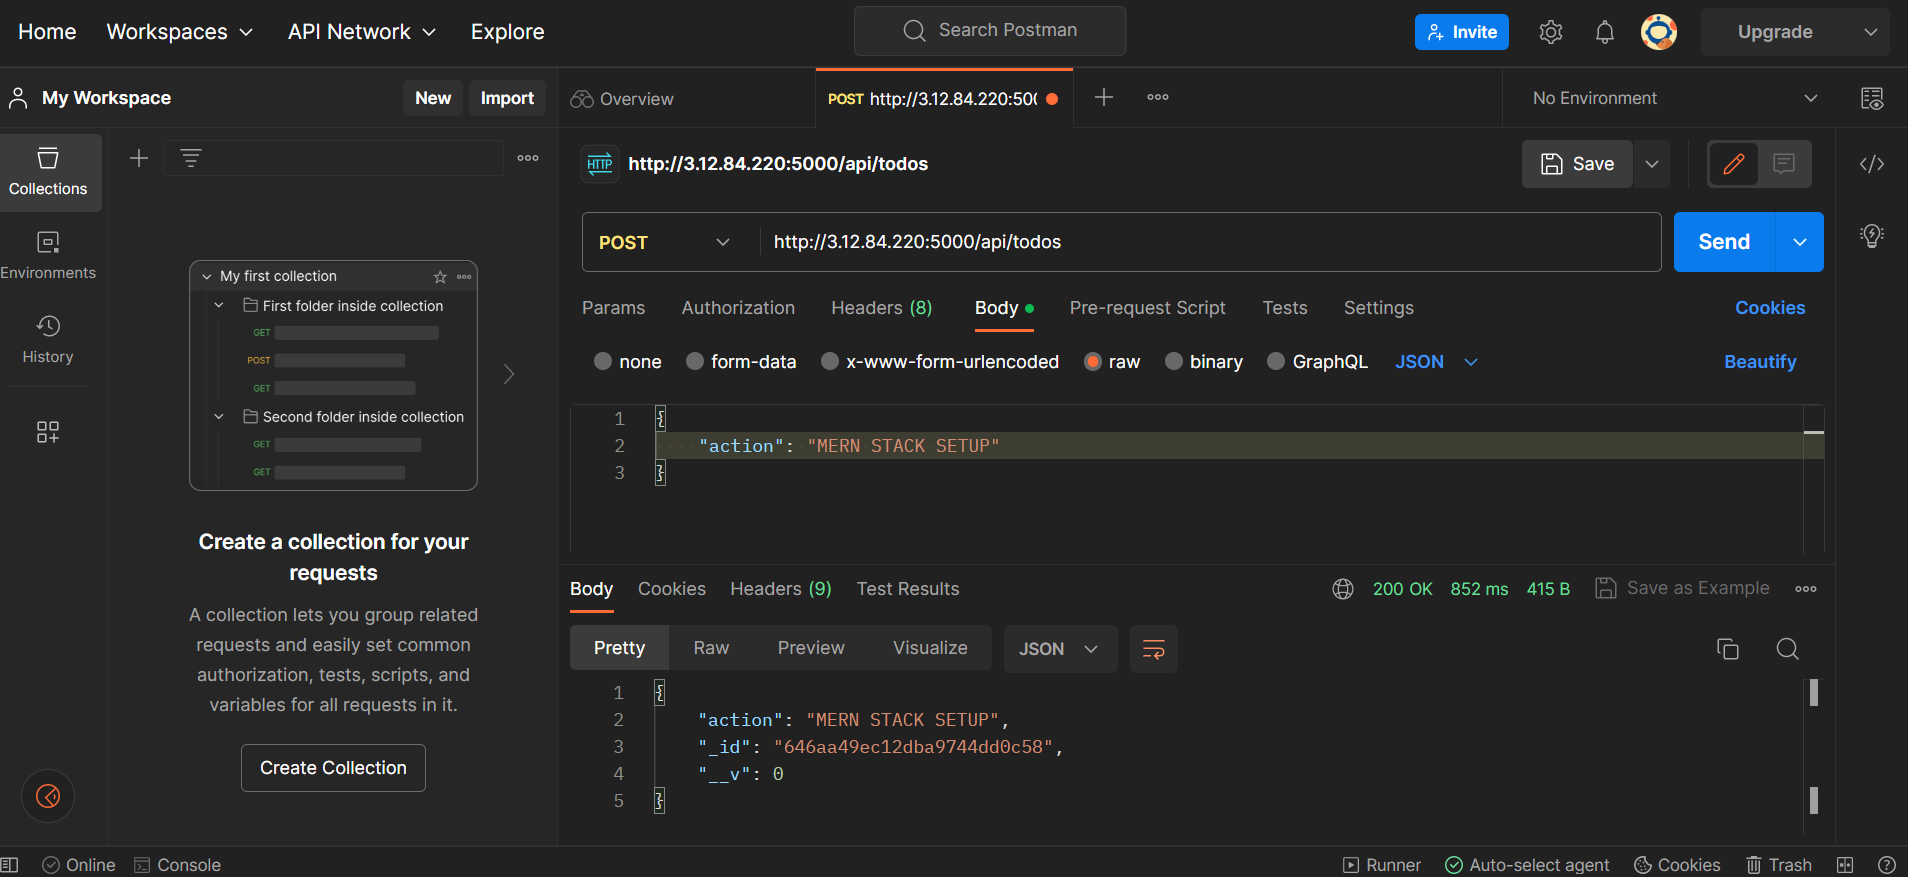 Home Workspaces API Network Explore Search Postman Invite Upgrade
My Workspace New Import Overview POST http://3.12.84.220:50 No Environment
Collections
Environments
History
My first collection
First folder inside collection
GET
POST
GET
Second folder inside collection
GET
GET
Create a collection for your
requests
A collection lets you group related
requests and easily set common
authorization, tests, scripts, and
variables for all requests in it.
Create Collection
HTTP http://3.12.84.220:5000/api/todos Save
POST http://3.12.84.220:5000/api/todos Send
Params Authorization Headers (8) Body Pre-request Script Tests Settings Cookies
none form-data x-www-form-urlencoded raw binary GraphQL JSON Beautify
1 {
2 "action": "MERN STACK SETUP"
3 }
Body Cookies Headers (9) Test Results 200 OK 852 ms 415 B Save as Example
Pretty Raw Preview Visualize JSON
1 {
2 "action": "MERN STACK SETUP",
3 "_id": "646aa49ec12dba9744dd0c58",
4 "__v": 0
5 }
Online Console Runner Auto-select agent Cookies Trash